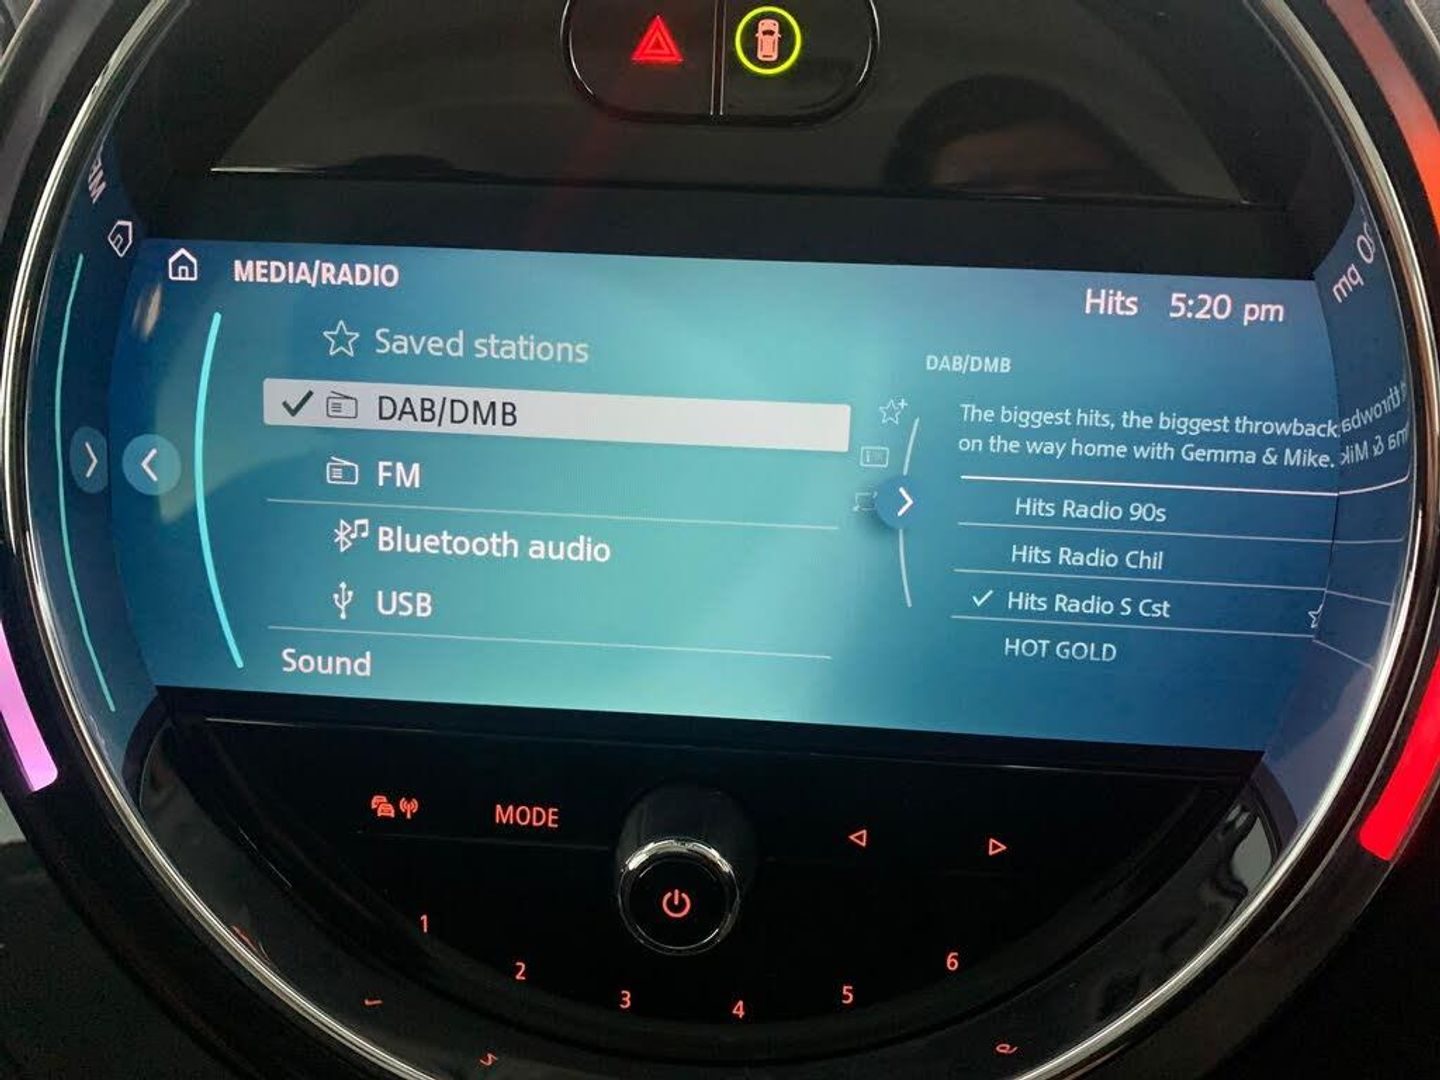 MEDIA/RADIO
Hits 5:20 pm
Saved stations
DAB/DMB
FM
Bluetooth audio
USB
Sound
DAB/DMB
The biggest hits, the biggest throwback
on the way home with Gemma & Mike.
Hits Radio 90s
Hits Radio Chil
Hits Radio S Cst
HOT GOLD
MODE
1
2
3
4
5
6